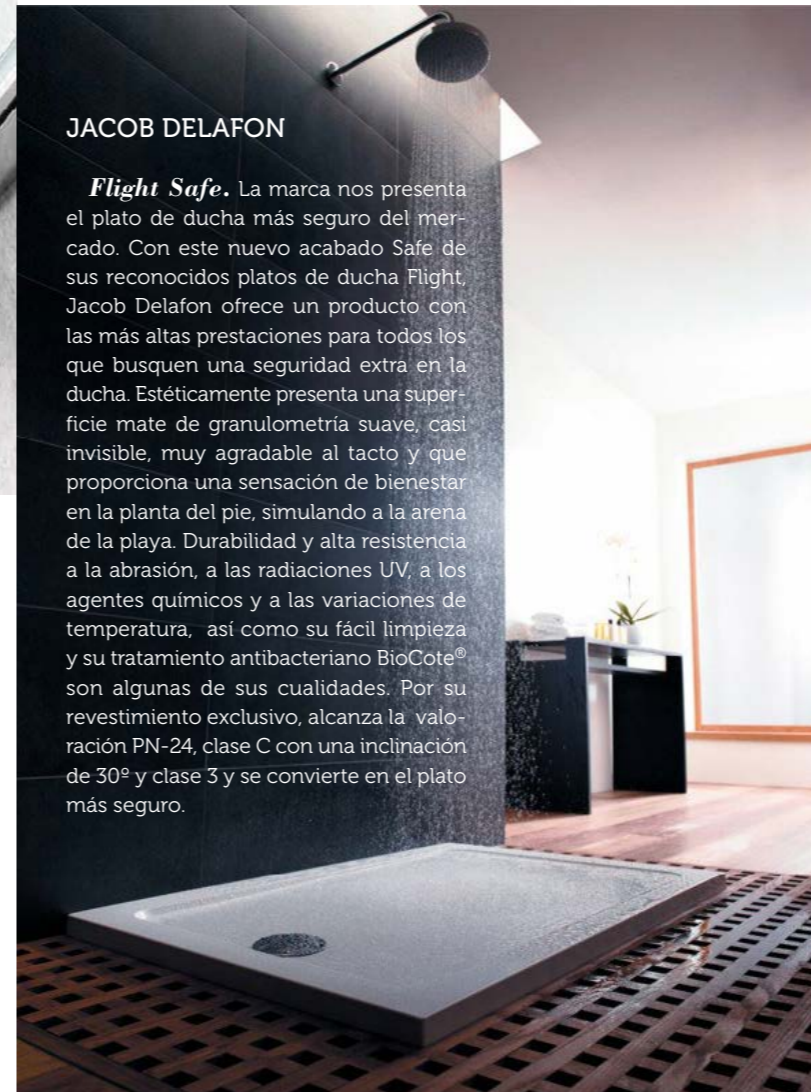 JACOB DELAFON
Flight Safe. La marca nos presenta
el plato de ducha más seguro del mer-
cado. Con este nuevo acabado Safe de
sus reconocidos platos de ducha Flight,
Jacob Delafon ofrece un producto con
las más altas prestaciones para todos los
que busquen una seguridad extra en la
ducha. Estéticamente presenta una super-
ficie mate de granulometría suave, casi
invisible, muy agradable al tacto y que
proporciona una sensación de bienestar
en la planta del pie, simulando a la arena
de la playa. Durabilidad y alta resistencia
a la abrasión, a las radiaciones UV, a los
agentes químicos y a las variaciones de
temperatura, así como su fácil limpieza
y su tratamiento antibacteriano BioCote®
son algunas de sus cualidades. Por su
revestimiento exclusivo, alcanza la valo-
ración PN-24, clase C con una inclinación
de 30º y clase 3 y se convierte en el plato
más seguro.